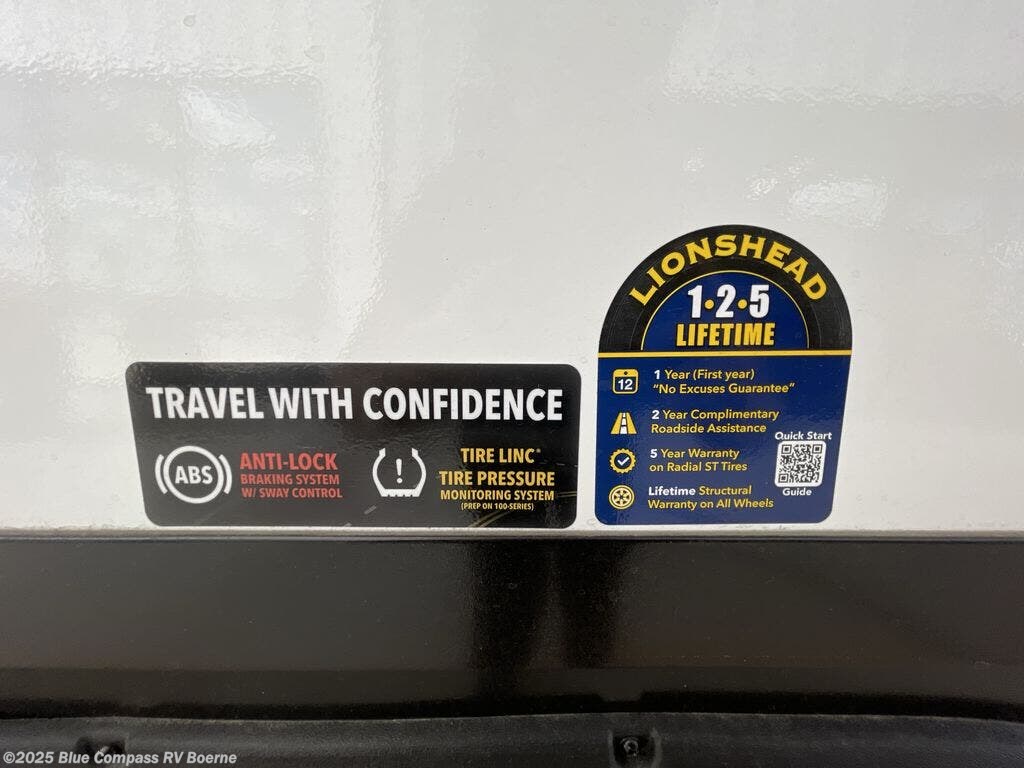 TRAVEL WITH CONFIDENCE
ABS
ANTI-LOCK
BRAKING SYSTEM
W/ SWAY CONTROL
!
TIRE LINC®
TIRE PRESSURE
MONITORING SYSTEM
(PREP ON 100-SERIES)
LIONSHEAD
1•2•5
LIFETIME
12
1 Year (First year)
"No Excuses Guarantee"
2 Year Complimentary
Roadside Assistance
5 Year Warranty
on Radial ST Tires
Lifetime Structural
Warranty on All Wheels
Quick Start
Guide
©2025 Blue Compass RV Boerne